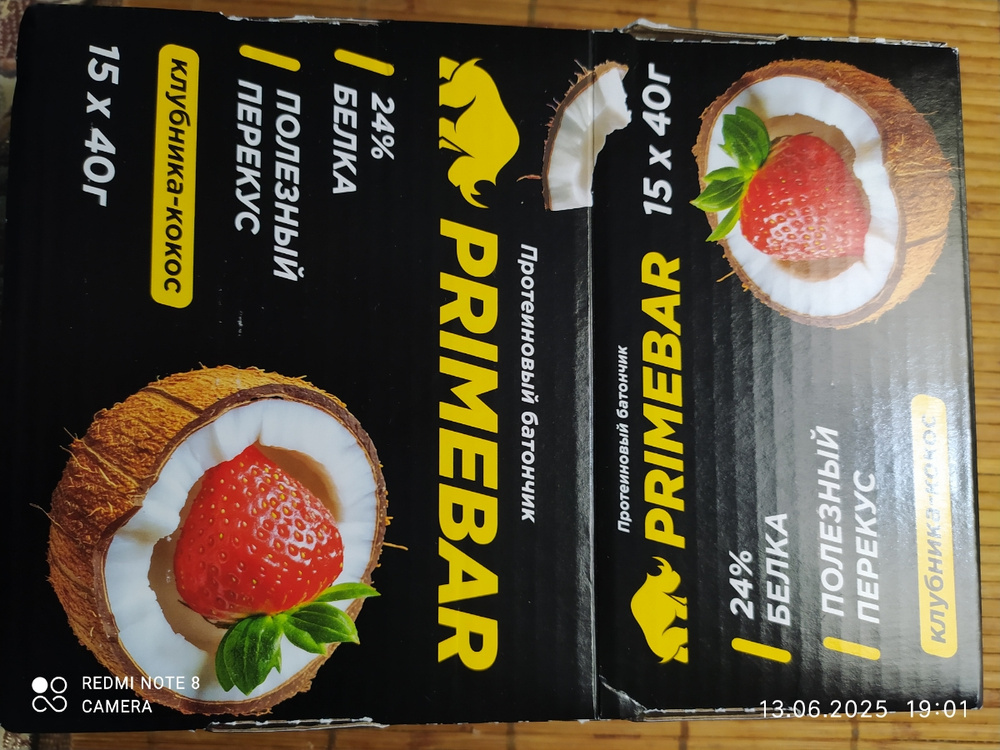 Протеиновый батончик
PRIMEBAR
24%
БЕЛКА
ПОЛЕЗНЫЙ
ПЕРЕКУС
клубника-кокос
15 x 40г
15 x 40г
Протеиновый батончик
PRIMEBAR
24%
БЕЛКА
ПОЛЕЗНЫЙ
ПЕРЕКУС
клубника-кокос
REDMI NOTE 8
CAMERA
13.06.2025 19:01